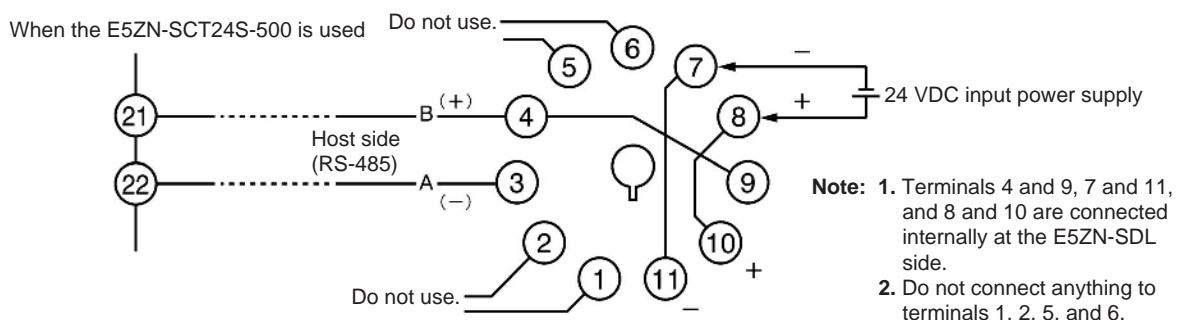 When the E5ZN-SCT24S-500 is used
Do not use.
6
5
7
−
24 VDC input power supply
+
8
21
B (+)
4
Host side
(RS-485)
22
A
(−)
3
9
Note: 1. Terminals 4 and 9, 7 and 11,
and 8 and 10 are connected
internally at the E5ZN-SDL
side.
2. Do not connect anything to
terminals 1, 2, 5, and 6.
2
10
+
1
11
−
Do not use.